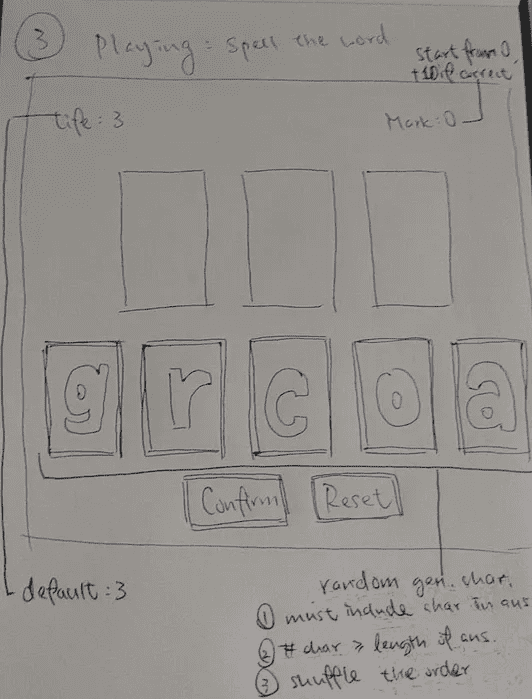 3 Playing: Spell the word
start from 0,
+10 if correct
Life: 3
Mark: 0
g r c o a
Confirm Reset
default: 3
random gen. char.
① must include char in ans
② # char ≥ length of ans.
③ shuffle the order